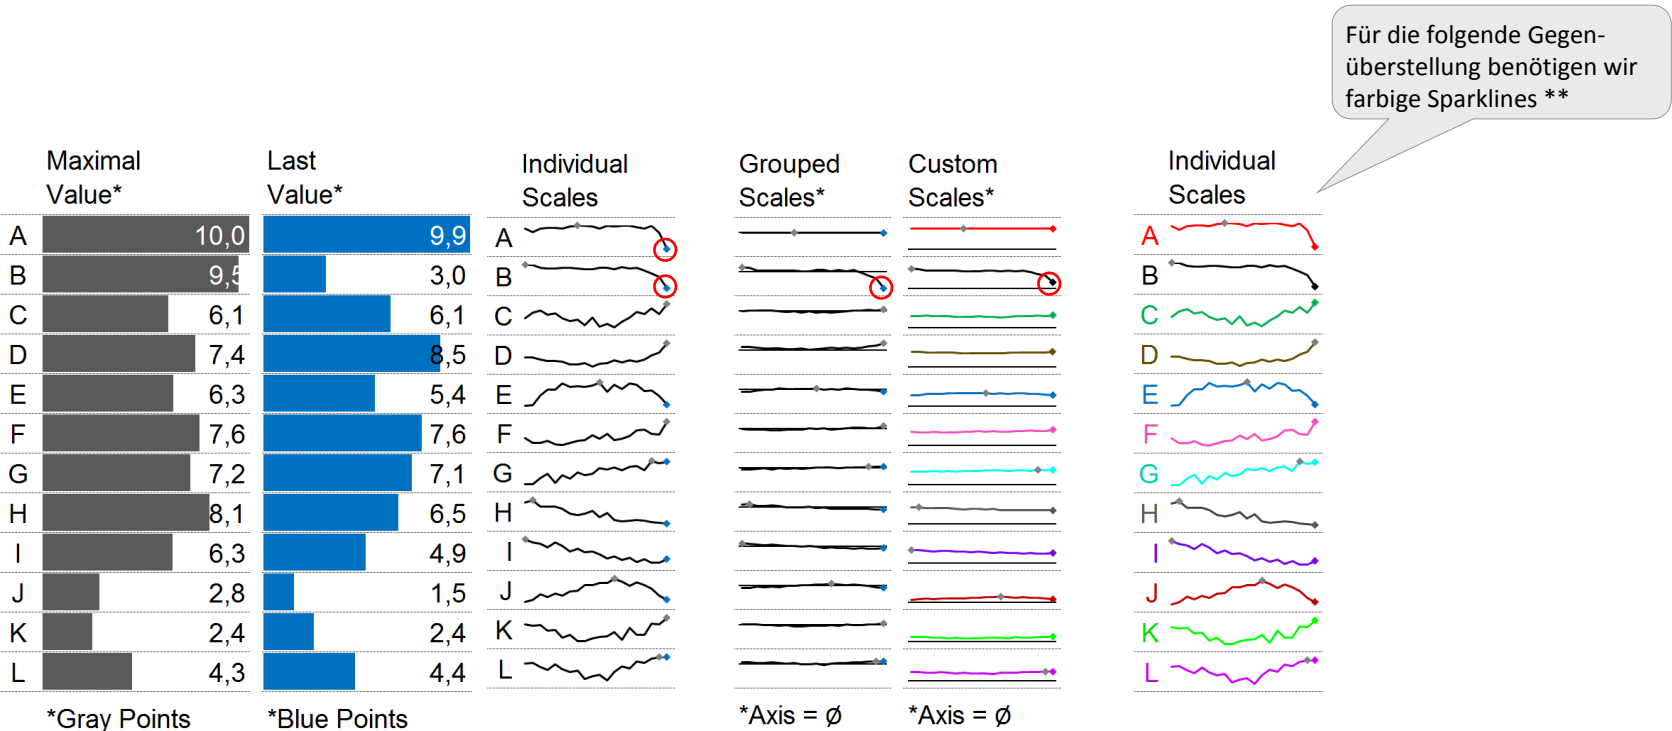 Für die folgende Gegen-
überstellung benötigen wir
farbige Sparklines **
Maximal
Value*
Last
Value*
Individual
Scales
Grouped
Scales*
Custom
Scales*
Individual
Scales
A 10,0 9,9 A A
B 9,5 3,0 B B
C 6,1 6,1 C C
D 7,4 8,5 D D
E 6,3 5,4 E E
F 7,6 7,6 F F
G 7,2 7,1 G G
H 8,1 6,5 H H
I 6,3 4,9 I I
J 2,8 1,5 J J
K 2,4 2,4 K K
L 4,3 4,4 L L
*Gray Points
*Blue Points
*Axis = Ø
*Axis = Ø